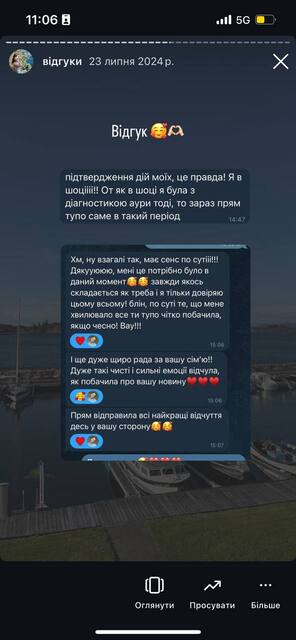 11:06
5G
відгуки 23 липня 2024 р.
Відгук 🥰🫶
підтвердження дій моїх, це правда! Я в
шоціііі!! От як в шоці я була з
діагностикою аури тоді, то зараз прям
тупо саме в такий період
14:47
Хм, ну взагалі так, має сенс по сутііі!!!
Дякууюю, мені це потрібно було в
даний момент🥰🥰 завжди якось
складається як треба і я тільки довіряю
цьому всьому! блін, по суті те, що мене
хвилювало все ти тупо чітко побачила,
якщо чесно! Вау!!!
15:06
І ще дуже щиро рада за вашу сім'ю!!
Дуже такі чисті і сильні емоції відчула,
як побачила про вашу новину❤️❤️❤️
15:06
Прям відправила всі найкращі відчуття
десь у вашу сторону🥰🥰
15:07
Оглянути Просувати Більше